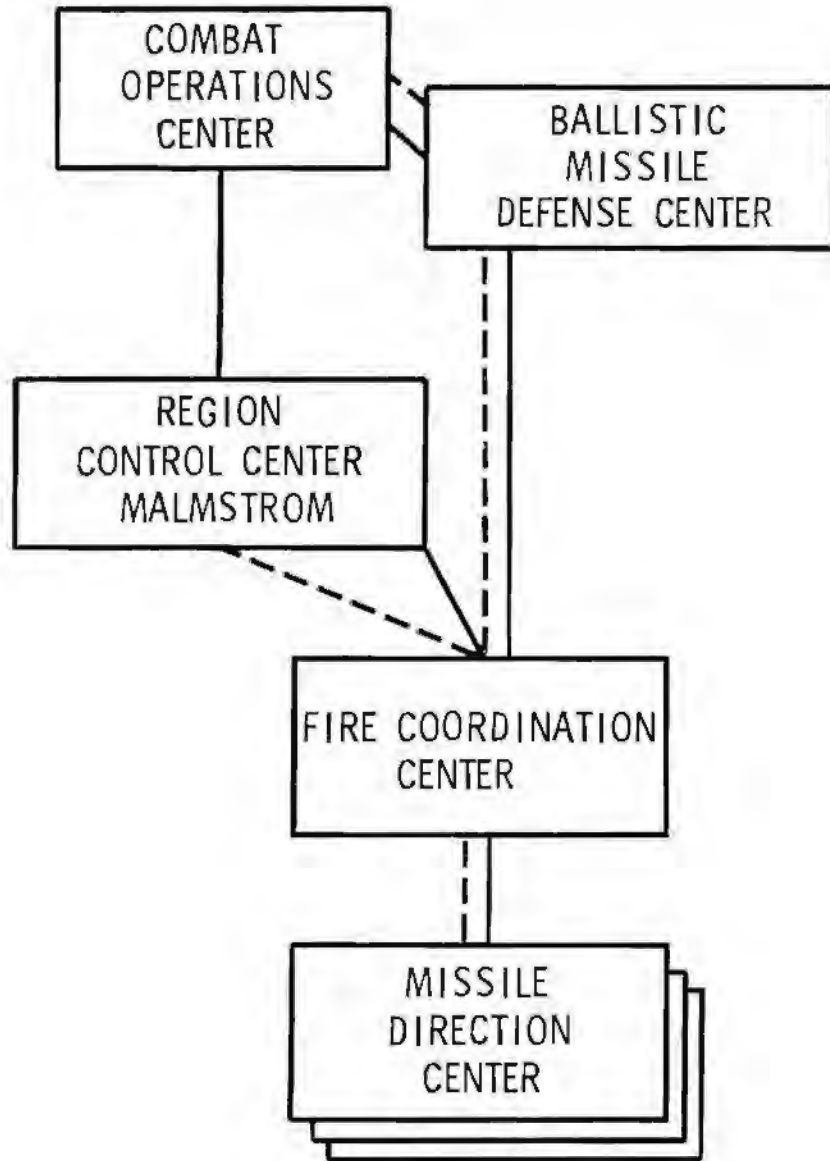 COMBAT
OPERATIONS
CENTER
BALLISTIC
MISSILE
DEFENSE CENTER
REGION
CONTROL CENTER
MALMSTROM
FIRE COORDINATION
CENTER
MISSILE
DIRECTION
CENTER